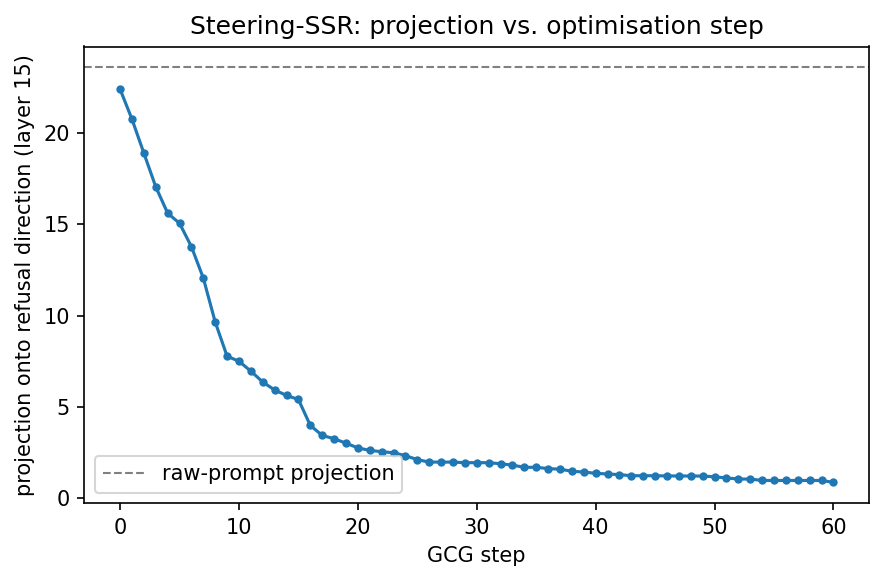 Steering-SSR: projection vs. optimisation step
projection onto refusal direction (layer 15)
20
15
10
5
0
raw-prompt projection
0 10 20 30 40 50 60
GCG step